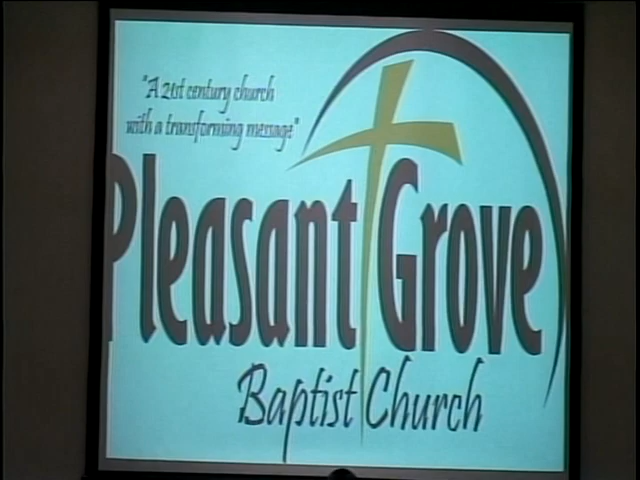 "A 21st century church
with a transforming message"
Pleasant Grove
Baptist Church